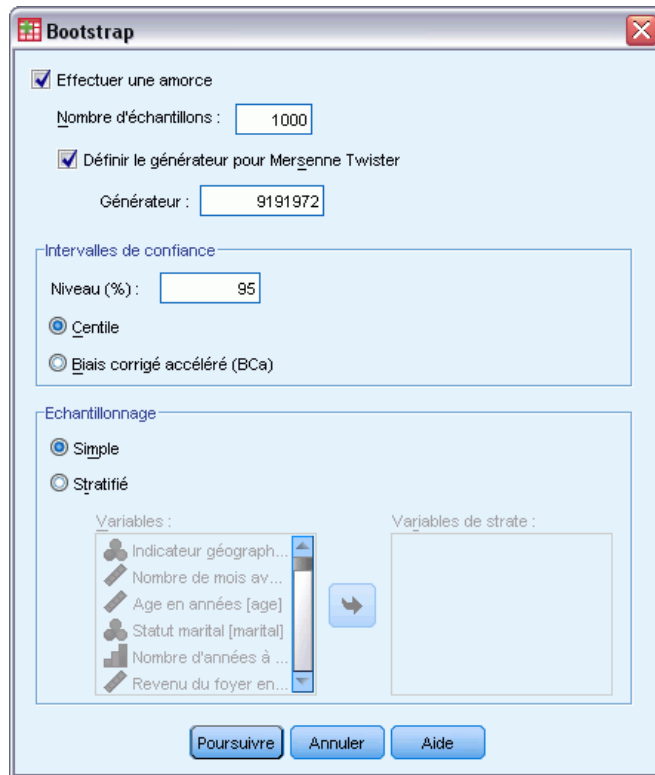 Bootstrap
Effectuer une amorce
Nombre d'échantillons : 1000
Définir le générateur pour Mersenne Twister
Générateur : 9191972
Intervalles de confiance
Niveau (%) : 95
Centile
Biais corrigé accéléré (BCa)
Echantillonnage
Simple
Stratifié
Variables : Variables de strate :
Indicateur géograph...
Nombre de mois av...
Age en années [age]
Statut marital [marital]
Nombre d'années à ...
Revenu du foyer en...
Poursuivre Annuler Aide